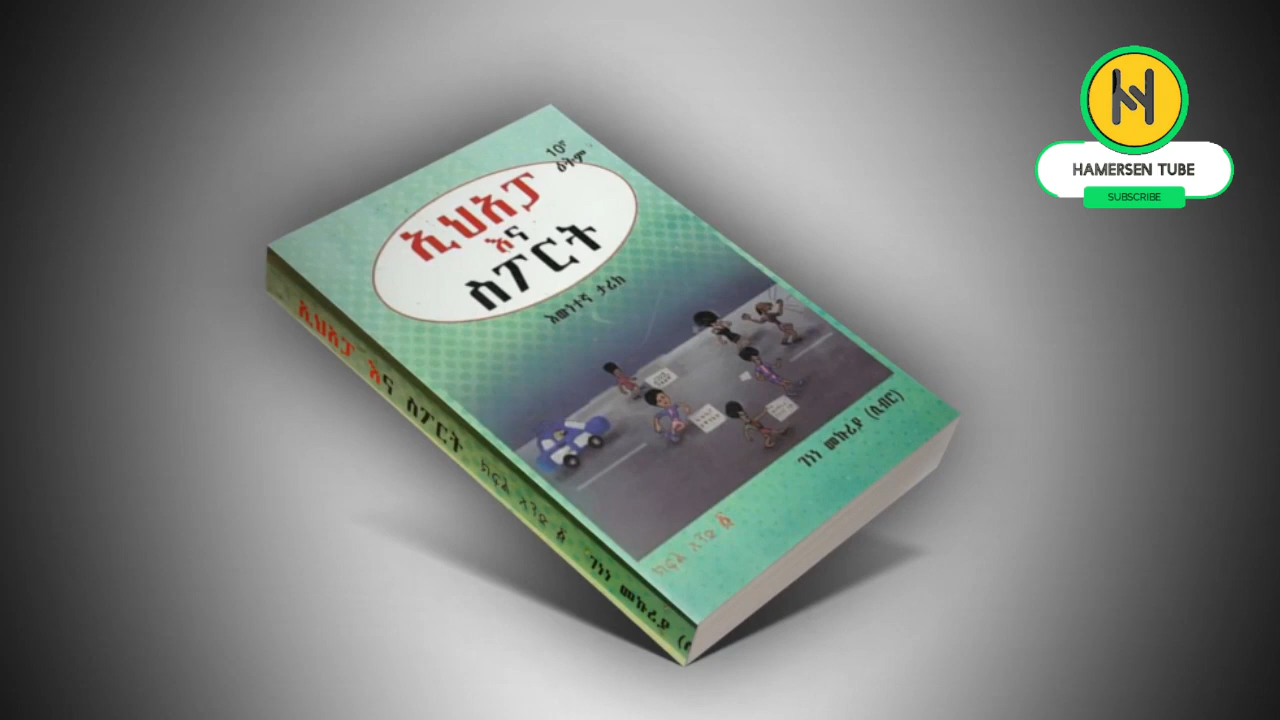 10ኛ
ዕትም
ኢህአፓ
እና
ስፖርት
እውነተኛ ታሪክ
ገነነ መኩሪያ (ሊብሮ)
ክፍል አንድ ፩
ኢህአፓ እና ስፖርት ክፍል አንድ ፩ ገነነ መኩሪያ
HAMERSEN TUBE
SUBSCRIBE